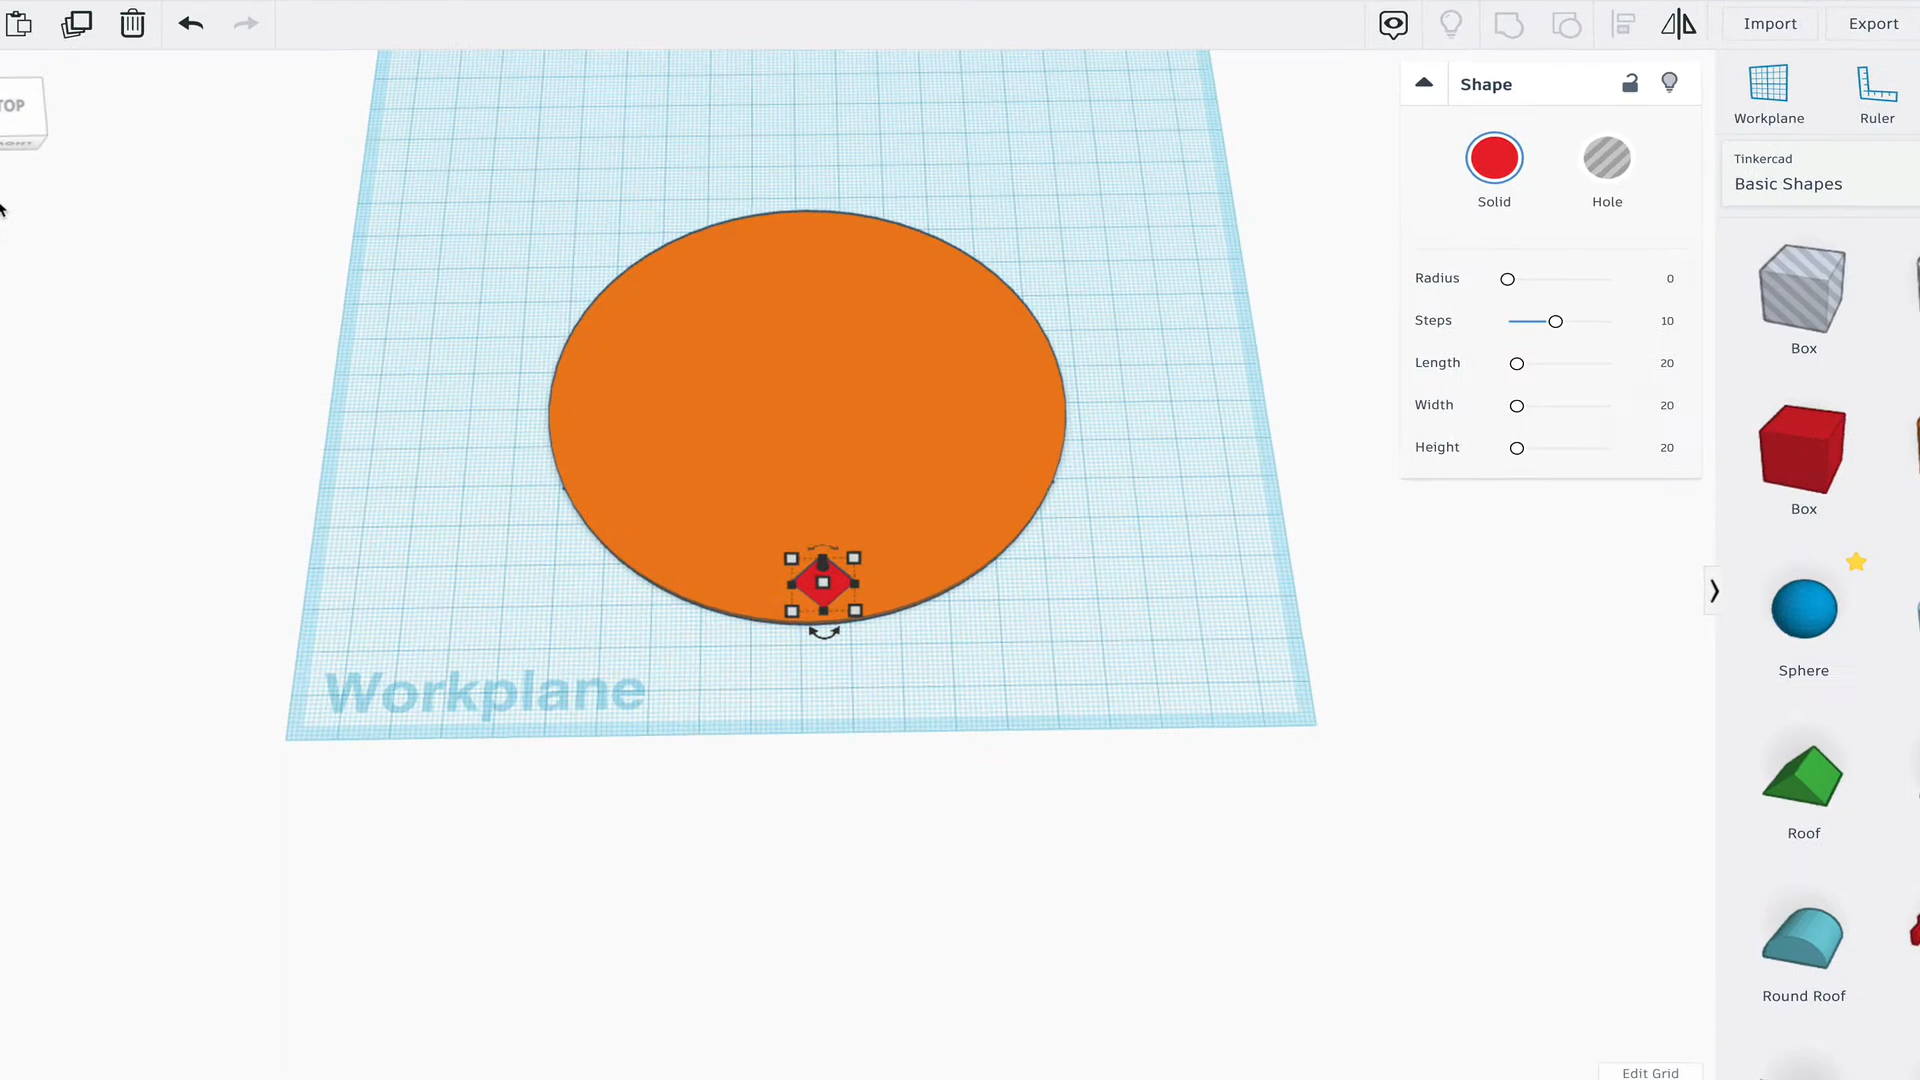 Import
Export
TOP
FRONT
Shape
Workplane
Ruler
Tinkercad
Basic Shapes
Solid
Hole
Radius 0
Steps 10
Length 20
Width 20
Height 20
Box
Box
Sphere
Roof
Round Roof
Workplane
Edit Grid